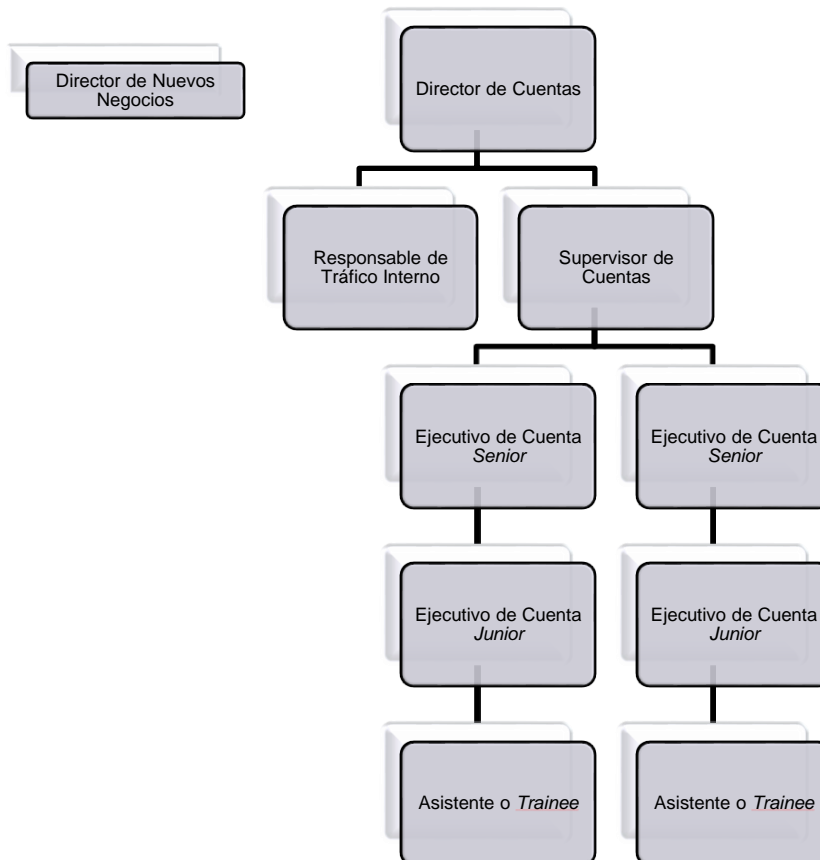 Director de Nuevos
Negocios
Director de Cuentas
Responsable de
Tráfico Interno
Supervisor de
Cuentas
Ejecutivo de Cuenta
Senior
Ejecutivo de Cuenta
Senior
Ejecutivo de Cuenta
Junior
Ejecutivo de Cuenta
Junior
Asistente o Trainee
Asistente o Trainee